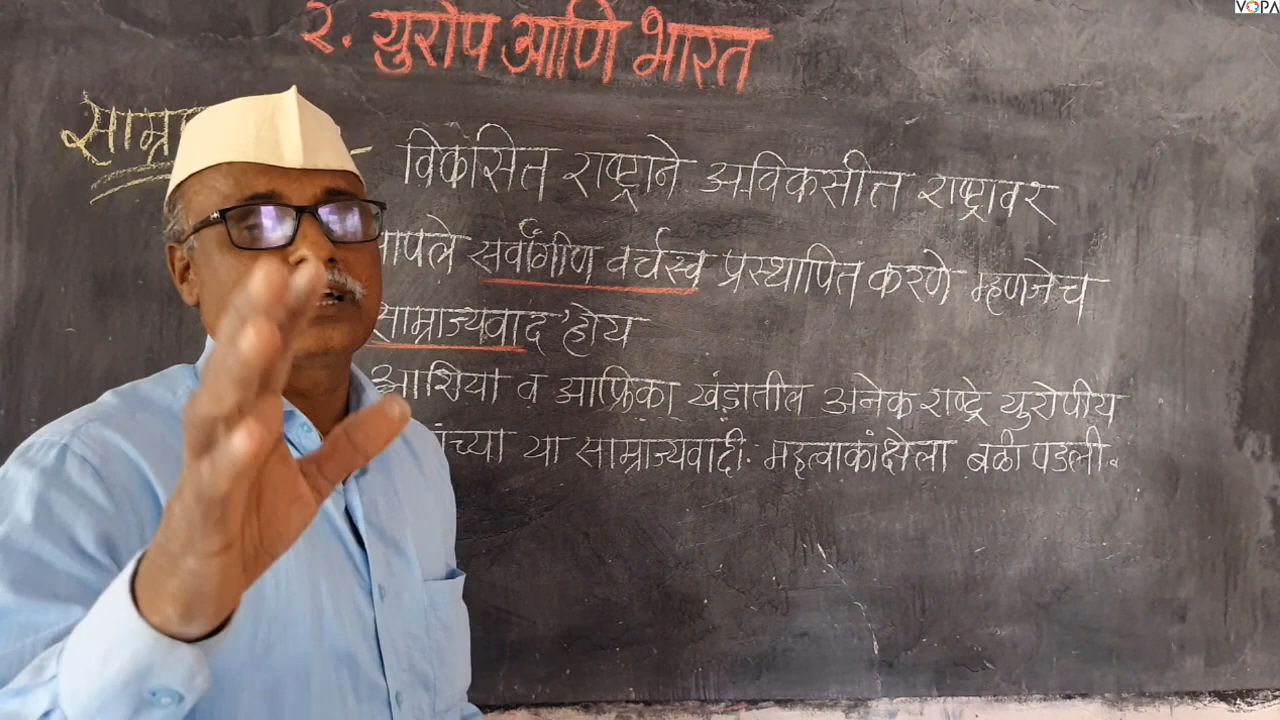 VOPA
२. युरोप आणि भारत
विकसित राष्ट्राने अविकसीत राष्ट्रावर
सर्वांगीण वर्चस्व प्रस्थापित करणे म्हणजेच
साम्राज्यवाद' होय
आशिया व आफ्रिका खंडातील अनेक राष्ट्रे युरोपीय
या साम्राज्यवादी. महत्वाकांक्षेला बळी पडली.